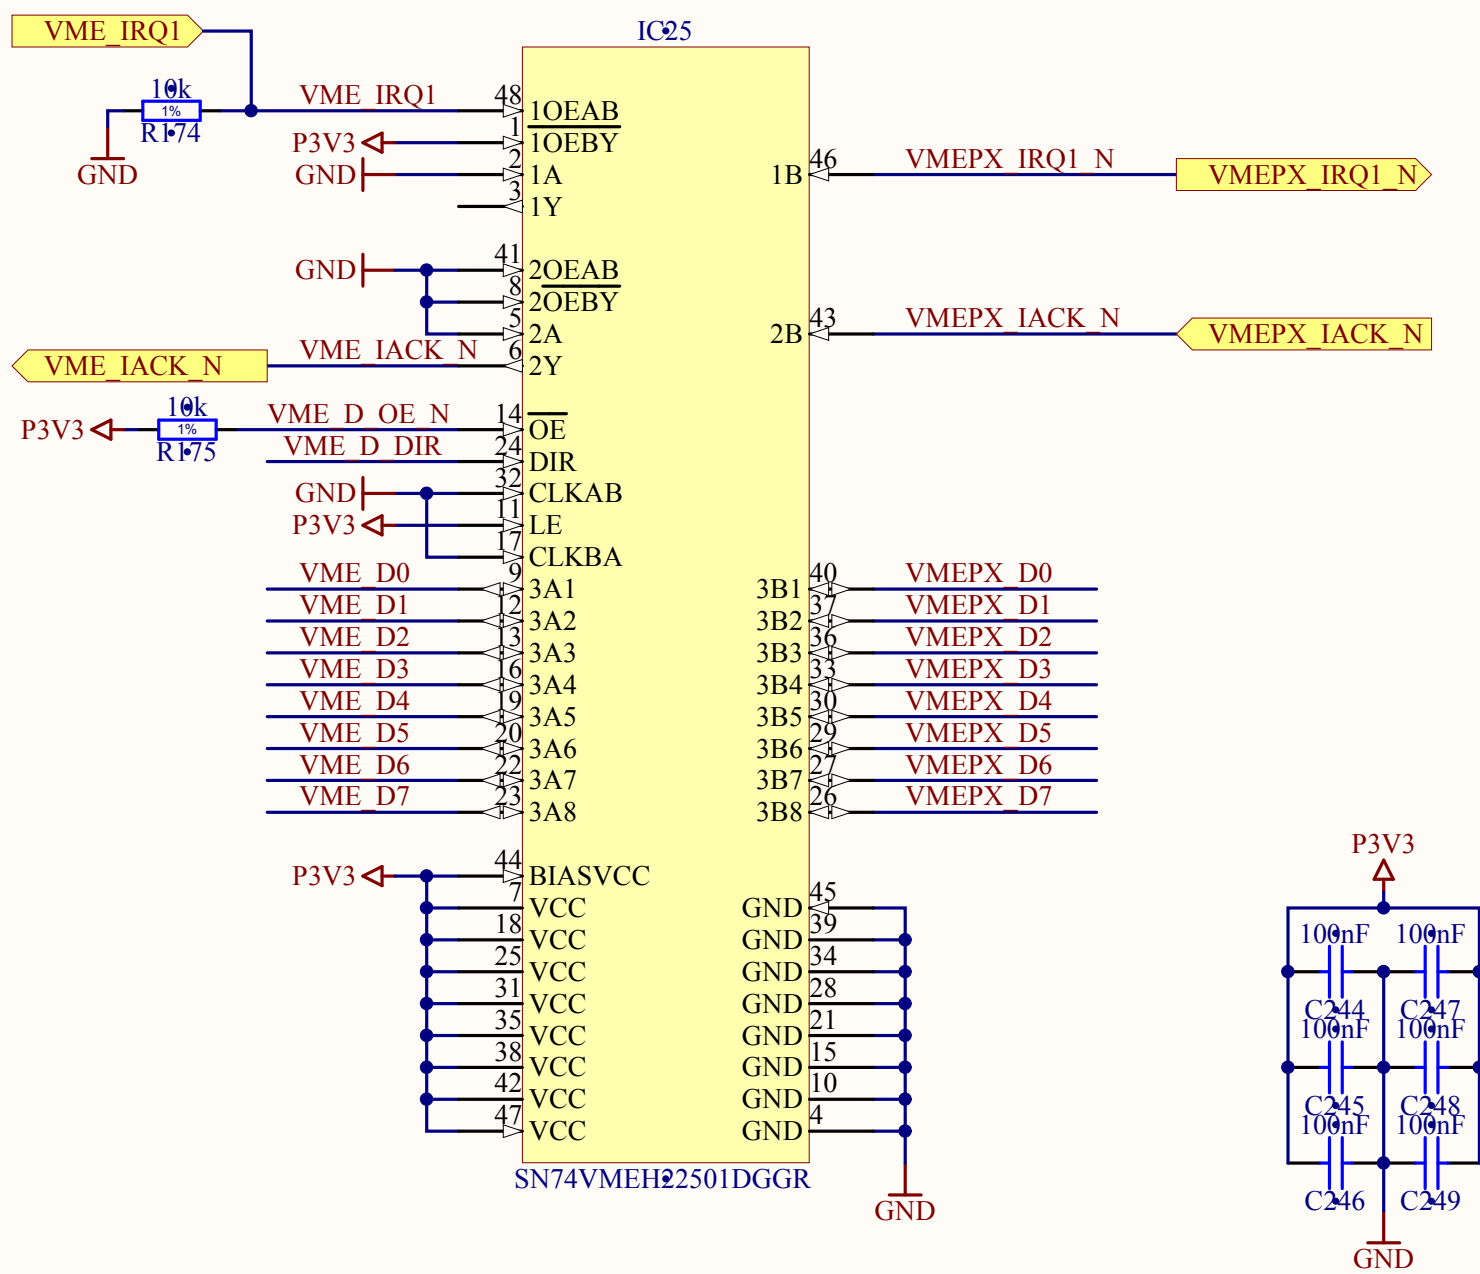 IC25
VME_IRQ1
10k
1%
R174
GND
VME_IRQ1
48
1OEAB
P3V3
1
1OEBY
GND
2
1A
3
1Y
46
1B
VMEPX_IRQ1_N
VMEPX_IRQ1_N
GND
41
2OEAB
8
2OEBY
5
2A
VME_IACK_N
VME_IACK_N
6
2Y
43
2B
VMEPX_IACK_N
VMEPX_IACK_N
P3V3
10k
1%
R175
VME_D_OE_N
14
OE
VME_D_DIR
24
DIR
GND
32
CLKAB
P3V3
11
LE
17
CLKBA
VME_D0
9
3A1
3B1
40
VMEPX_D0
VME_D1
12
3A2
3B2
37
VMEPX_D1
VME_D2
13
3A3
3B3
36
VMEPX_D2
VME_D3
16
3A4
3B4
33
VMEPX_D3
VME_D4
19
3A5
3B5
30
VMEPX_D4
VME_D5
20
3A6
3B6
29
VMEPX_D5
VME_D6
22
3A7
3B7
27
VMEPX_D6
VME_D7
23
3A8
3B8
26
VMEPX_D7
P3V3
44
BIASVCC
7
VCC
GND
45
18
VCC
GND
39
25
VCC
GND
34
31
VCC
GND
28
35
VCC
GND
21
38
VCC
GND
15
42
VCC
GND
10
47
VCC
GND
4
SN74VMEH22501DGGR
GND
P3V3
100nF
100nF
C244
C247
100nF
100nF
C245
C248
100nF
100nF
C246
C249
GND